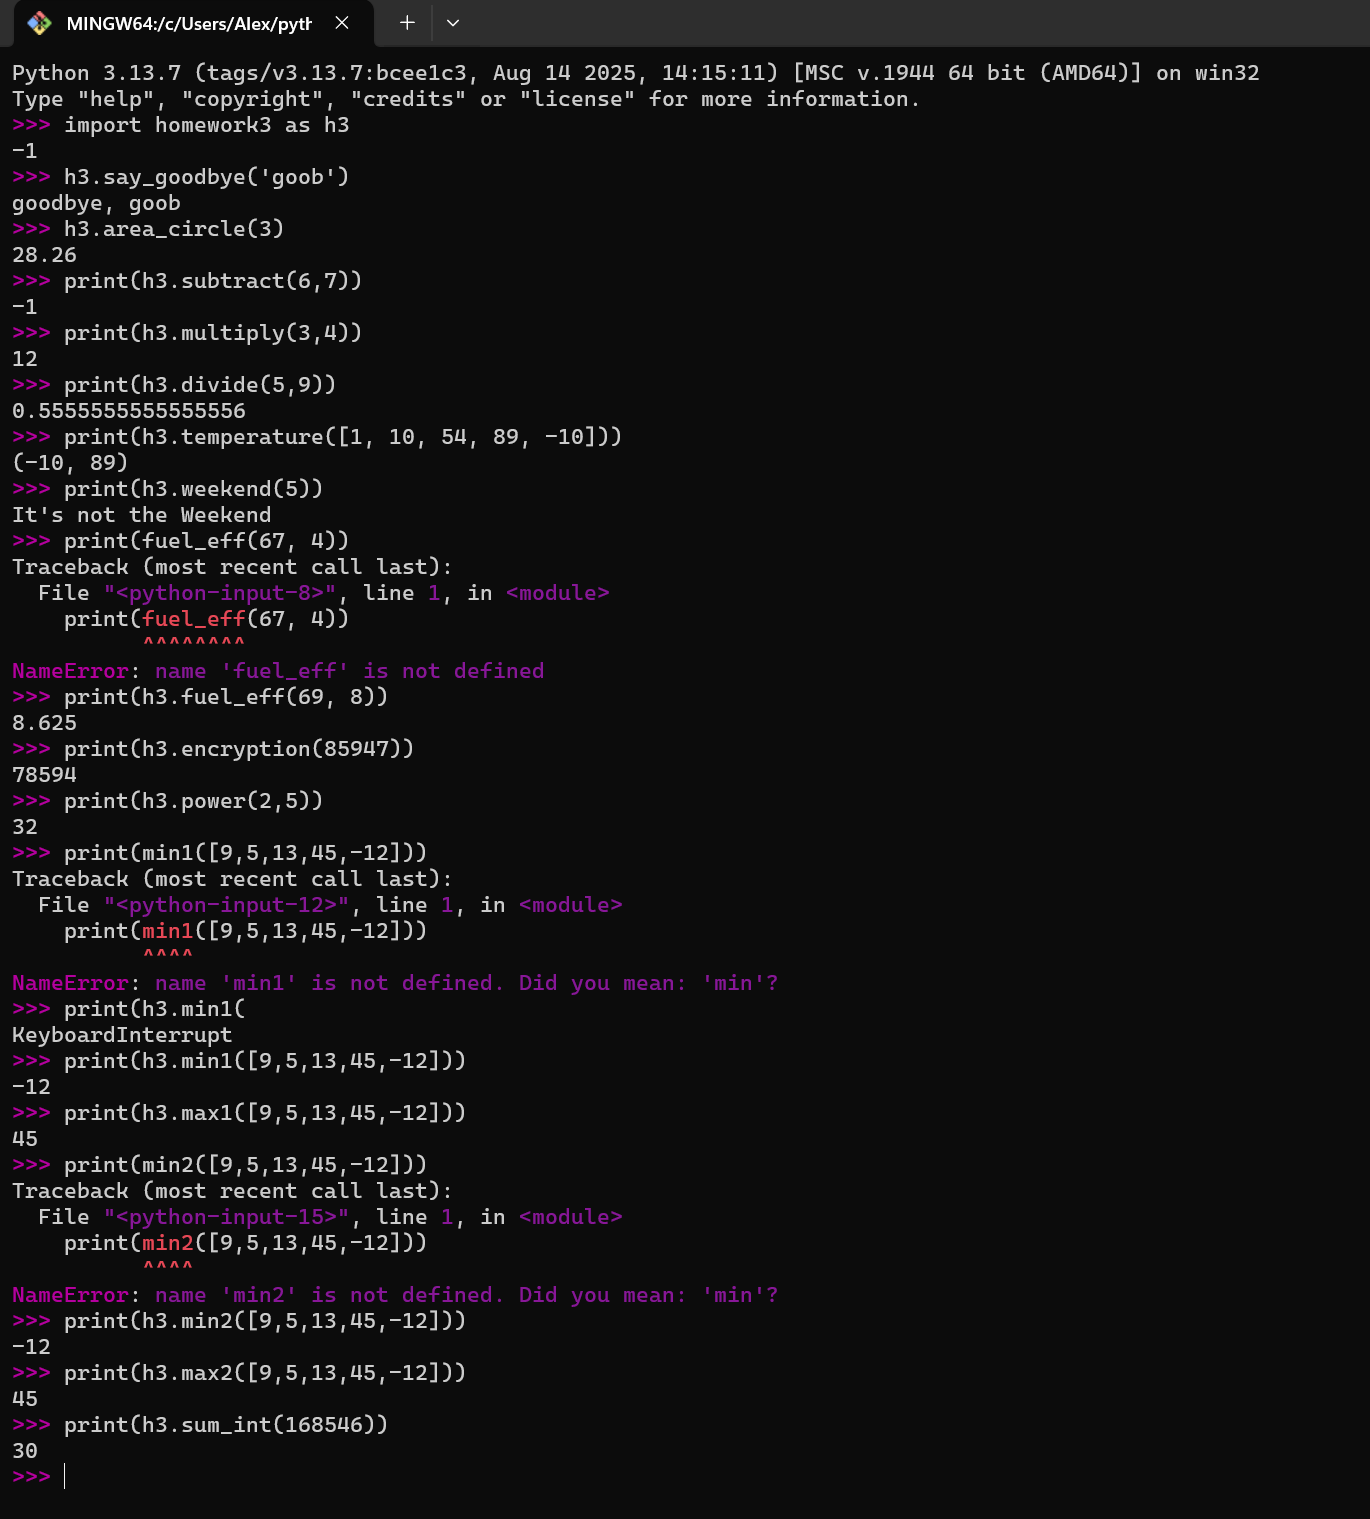 MINGW64:/c/Users/Alex/pyth
Python 3.13.7 (tags/v3.13.7:bcee1c3, Aug 14 2025, 14:15:11) [MSC v.1944 64 bit (AMD64)] on win32
Type "help", "copyright", "credits" or "license" for more information.
>>> import homework3 as h3
-1
>>> h3.say_goodbye('goob')
goodbye, goob
>>> h3.area_circle(3)
28.26
>>> print(h3.subtract(6,7))
-1
>>> print(h3.multiply(3,4))
12
>>> print(h3.divide(5,9))
0.5555555555555556
>>> print(h3.temperature([1, 10, 54, 89, -10]))
(-10, 89)
>>> print(h3.weekend(5))
It's not the Weekend
>>> print(fuel_eff(67, 4))
Traceback (most recent call last):
  File "<python-input-8>", line 1, in <module>
    print(fuel_eff(67, 4))
          ^^^^^^^^
NameError: name 'fuel_eff' is not defined
>>> print(h3.fuel_eff(69, 8))
8.625
>>> print(h3.encryption(85947))
78594
>>> print(h3.power(2,5))
32
>>> print(min1([9,5,13,45,-12]))
Traceback (most recent call last):
  File "<python-input-12>", line 1, in <module>
    print(min1([9,5,13,45,-12]))
          ^^^^
NameError: name 'min1' is not defined. Did you mean: 'min'?
>>> print(h3.min1(
KeyboardInterrupt
>>> print(h3.min1([9,5,13,45,-12]))
-12
>>> print(h3.max1([9,5,13,45,-12]))
45
>>> print(min2([9,5,13,45,-12]))
Traceback (most recent call last):
  File "<python-input-15>", line 1, in <module>
    print(min2([9,5,13,45,-12]))
          ^^^^
NameError: name 'min2' is not defined. Did you mean: 'min'?
>>> print(h3.min2([9,5,13,45,-12]))
-12
>>> print(h3.max2([9,5,13,45,-12]))
45
>>> print(h3.sum_int(168546))
30
>>>